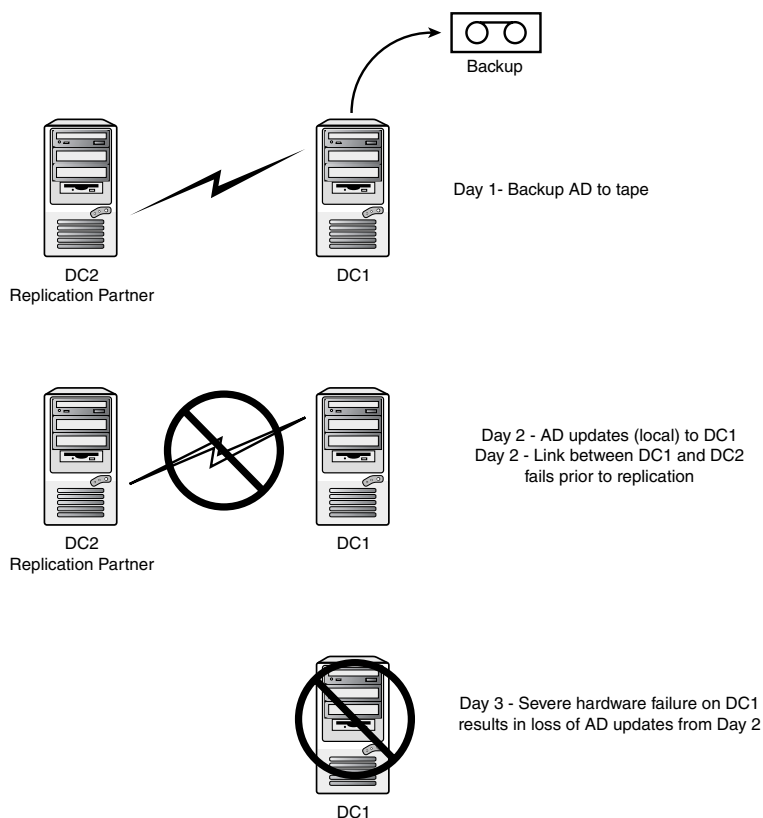 Backup
Day 1- Backup AD to tape
DC2
Replication Partner
DC1
Day 2 - AD updates (local) to DC1
Day 2 - Link between DC1 and DC2
fails prior to replication
DC2
Replication Partner
DC1
Day 3 - Severe hardware failure on DC1
results in loss of AD updates from Day 2
DC1